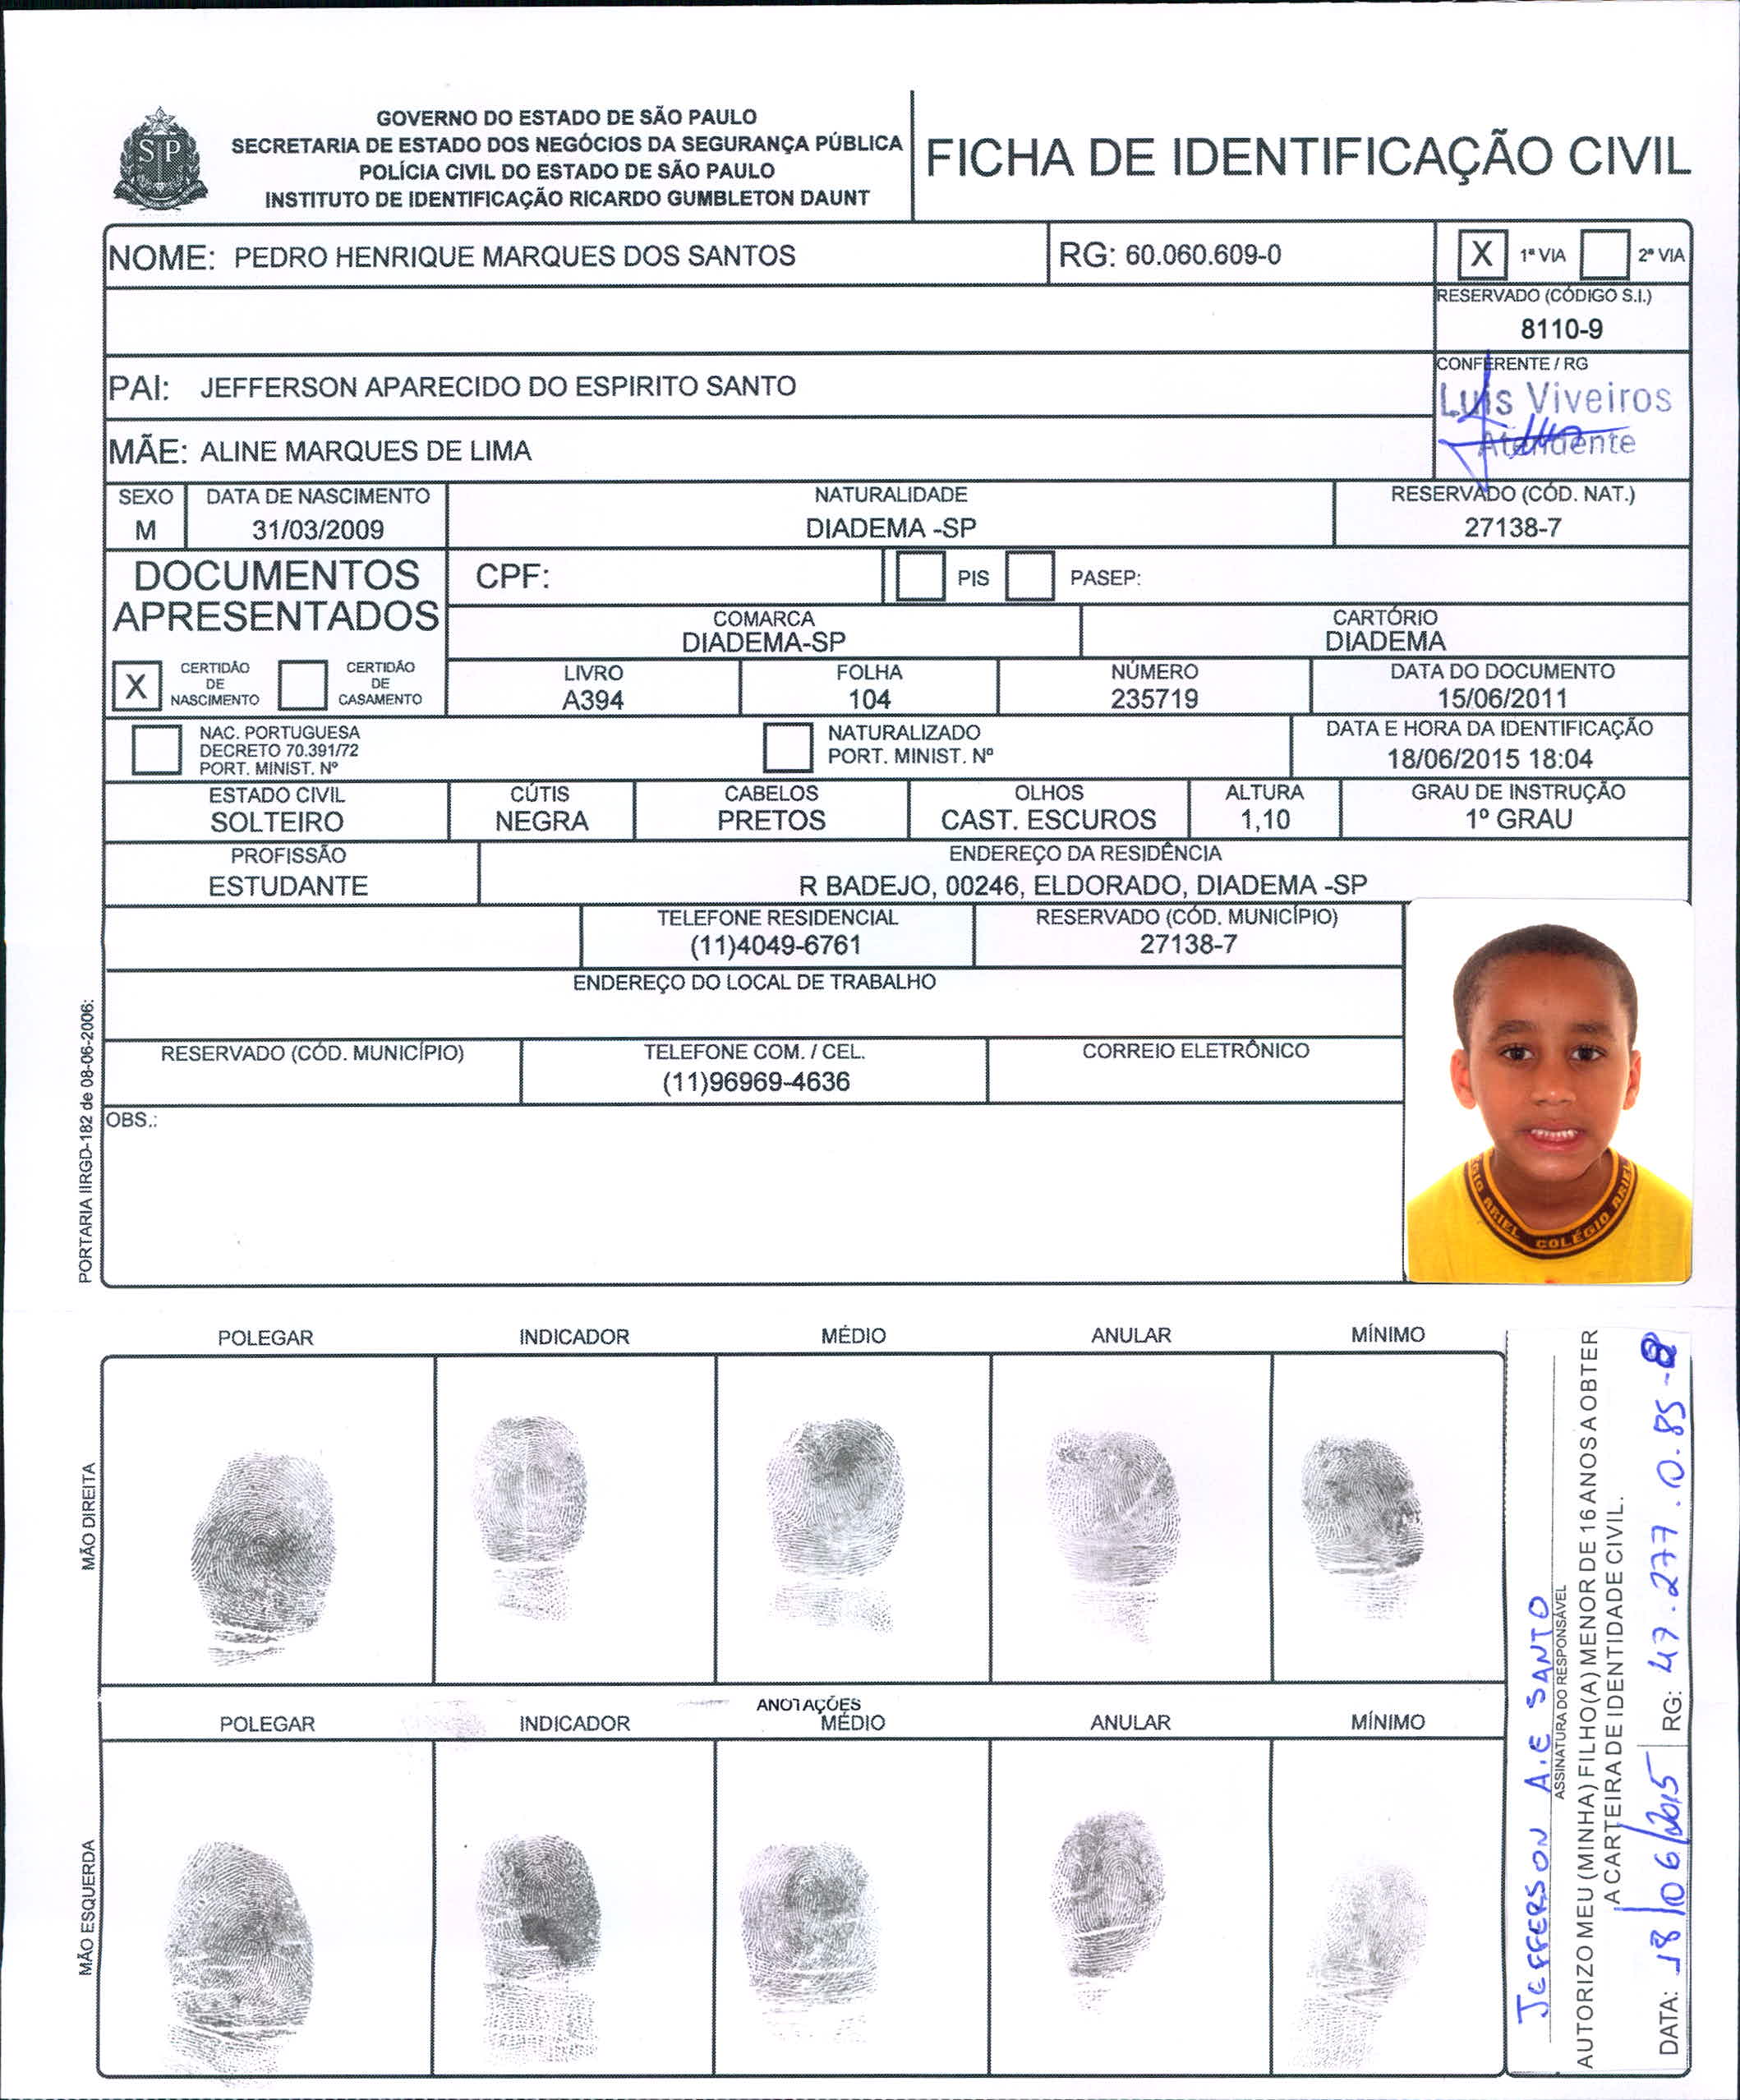 GOVERNO DO ESTADO DE SÃO PAULO
SECRETARIA DE ESTADO DOS NEGÓCIOS DA SEGURANÇA PÚBLICA
POLÍCIA CIVIL DO ESTADO DE SÃO PAULO
INSTITUTO DE IDENTIFICAÇÃO RICARDO GUMBLETON DAUNT
SP
FICHA DE IDENTIFICAÇÃO CIVIL
NOME: PEDRO HENRIQUE MARQUES DOS SANTOS RG: 60.060.609-0 X 1ª VIA 2ª VIA
RESERVADO (CÓDIGO S.I.)
8110-9
PAI: JEFFERSON APARECIDO DO ESPIRITO SANTO
CONFERENTE / RG
Luís Viveiros
Atendente
MÃE: ALINE MARQUES DE LIMA
SEXO DATA DE NASCIMENTO NATURALIDADE RESERVADO (CÓD. NAT.)
M 31/03/2009 DIADEMA -SP 27138-7
DOCUMENTOS APRESENTADOS
CPF: PIS PASEP:
COMARCA CARTÓRIO
DIADEMA-SP DIADEMA
X CERTIDÃO DE NASCIMENTO CERTIDÃO DE CASAMENTO
LIVRO FOLHA NÚMERO DATA DO DOCUMENTO
A394 104 235719 15/06/2011
NAC. PORTUGUESA
DECRETO 70.391/72
PORT. MINIST. Nº
NATURALIZADO
PORT. MINIST. Nº
DATA E HORA DA IDENTIFICAÇÃO
18/06/2015 18:04
ESTADO CIVIL CÚTIS CABELOS OLHOS ALTURA GRAU DE INSTRUÇÃO
SOLTEIRO NEGRA PRETOS CAST. ESCUROS 1,10 1º GRAU
PROFISSÃO ENDEREÇO DA RESIDÊNCIA
ESTUDANTE R BADEJO, 00246, ELDORADO, DIADEMA -SP
TELEFONE RESIDENCIAL RESERVADO (CÓD. MUNICÍPIO)
(11)4049-6761 27138-7
ENDEREÇO DO LOCAL DE TRABALHO
RESERVADO (CÓD. MUNICÍPIO) TELEFONE COM. / CEL. CORREIO ELETRÔNICO
(11)96969-4636
OBS.:
PORTARIA IIRGD-182 de 08-06-2006:
ARIEL COLÉGIO ARIEL
POLEGAR INDICADOR MÉDIO ANULAR MÍNIMO
MÃO DIREITA
ANOTAÇÕES
POLEGAR INDICADOR MÉDIO ANULAR MÍNIMO
MÃO ESQUERDA
JEFFERSON A.E SANTO
ASSINATURA DO RESPONSÁVEL
AUTORIZO MEU (MINHA) FILHO(A) MENOR DE 16 ANOS A OBTER
A CARTEIRA DE IDENTIDADE CIVIL.
DATA: 18/06/2015 RG: 47.277.0.85-8